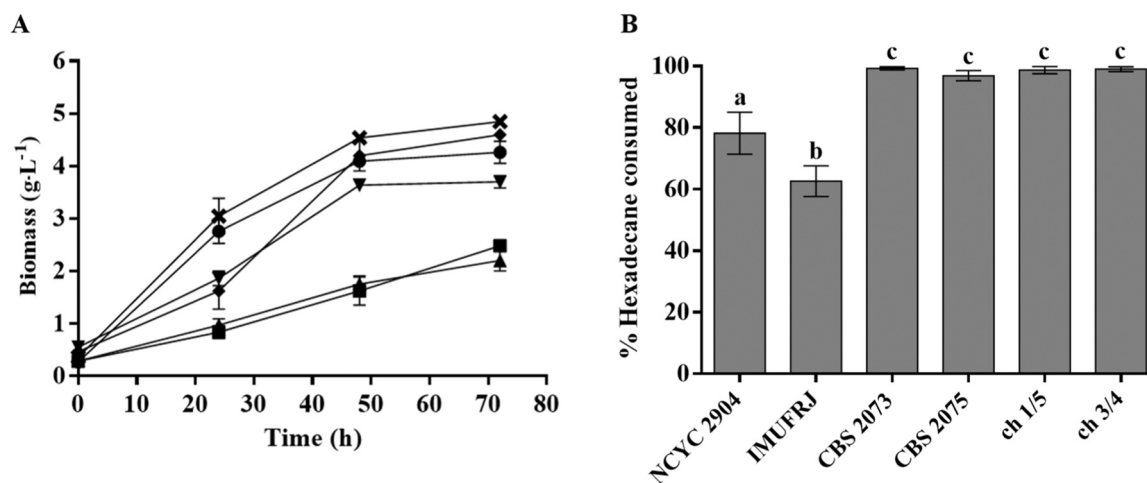 A
Biomass (g·L⁻¹)
6
5
4
3
2
1
0
0 10 20 30 40 50 60 70 80
Time (h)
B
% Hexadecane consumed
100
80
60
40
20
0
a b c c c c
NCYC 2904
IMUFRJ
CBS 2073
CBS 2075
ch 1/5
ch 3/4